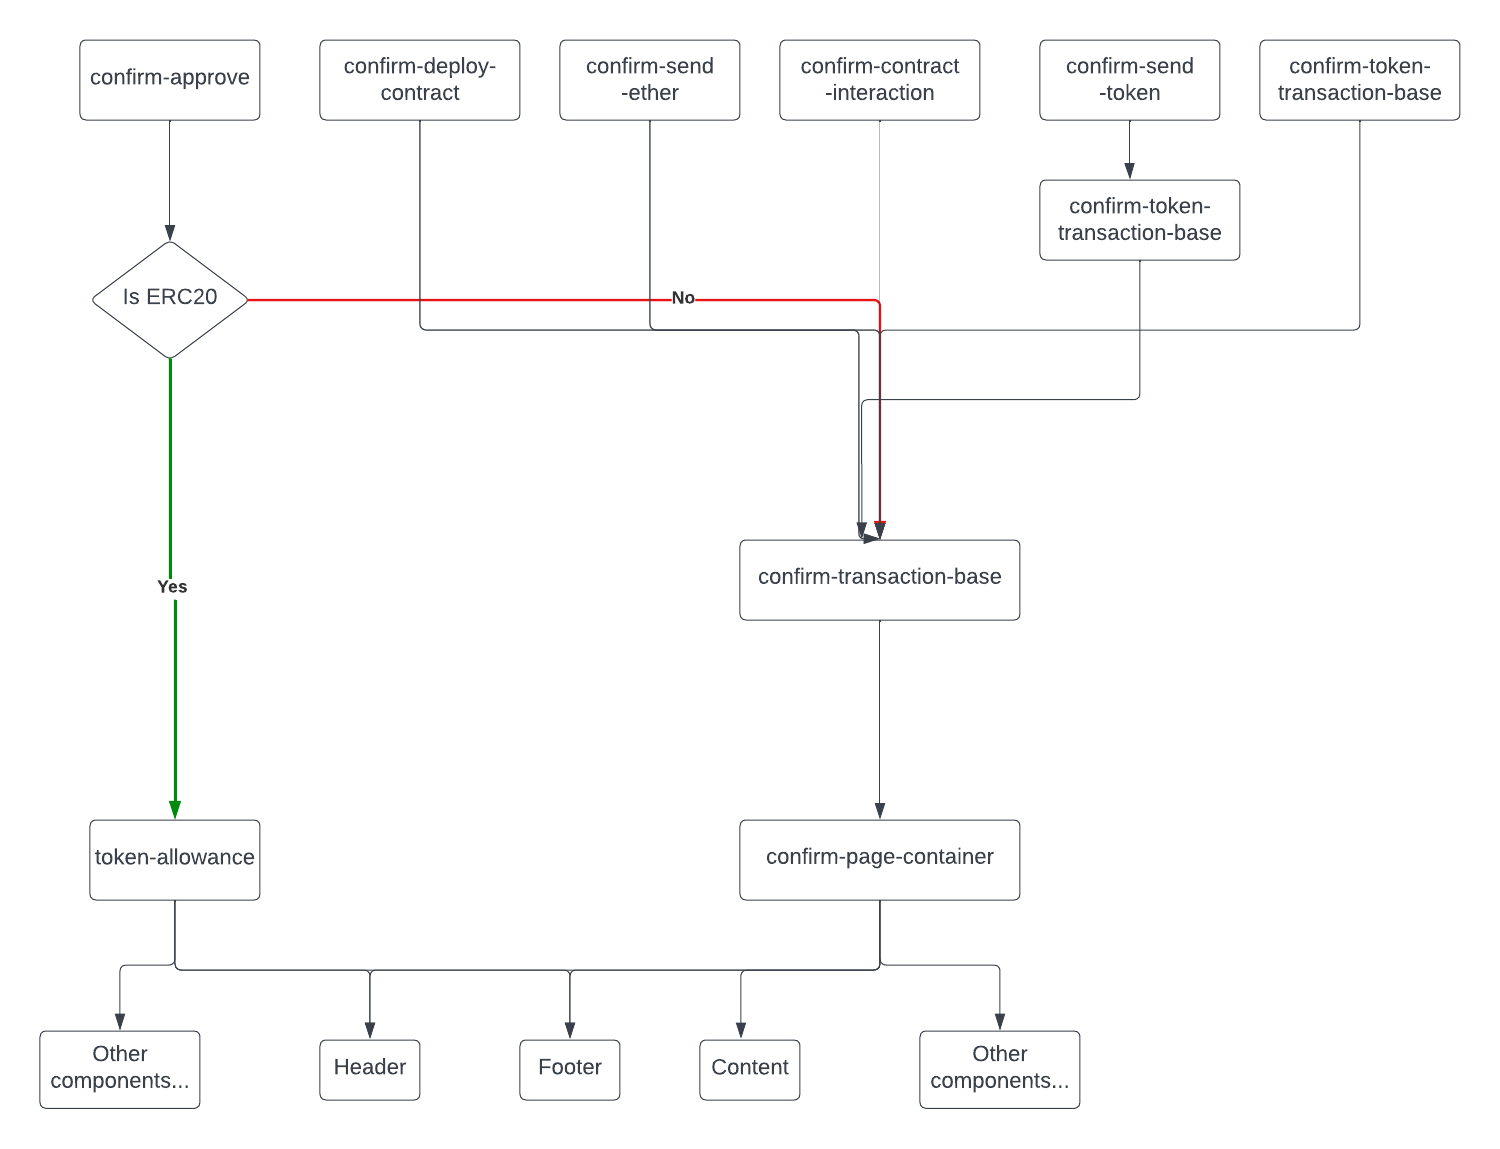 confirm-approve
confirm-deploy-
contract
confirm-send
-ether
confirm-contract
-interaction
confirm-send
-token
confirm-token-
transaction-base
confirm-token-
transaction-base
Is ERC20
No
Yes
confirm-transaction-base
token-allowance
confirm-page-container
Other
components...
Header
Footer
Content
Other
components...